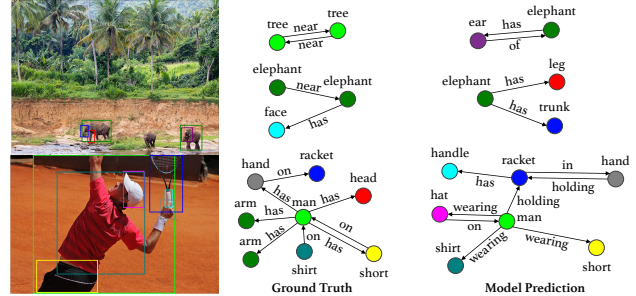 tree near tree
near
elephant near elephant
face has
hand on racket
has has head
arm has man
arm has on on
has
shirt short
Ground Truth
ear has elephant
of
elephant has leg
has trunk
handle has racket in hand
holding
hat wearing holding
on man
shirt wearing wearing short
Model Prediction